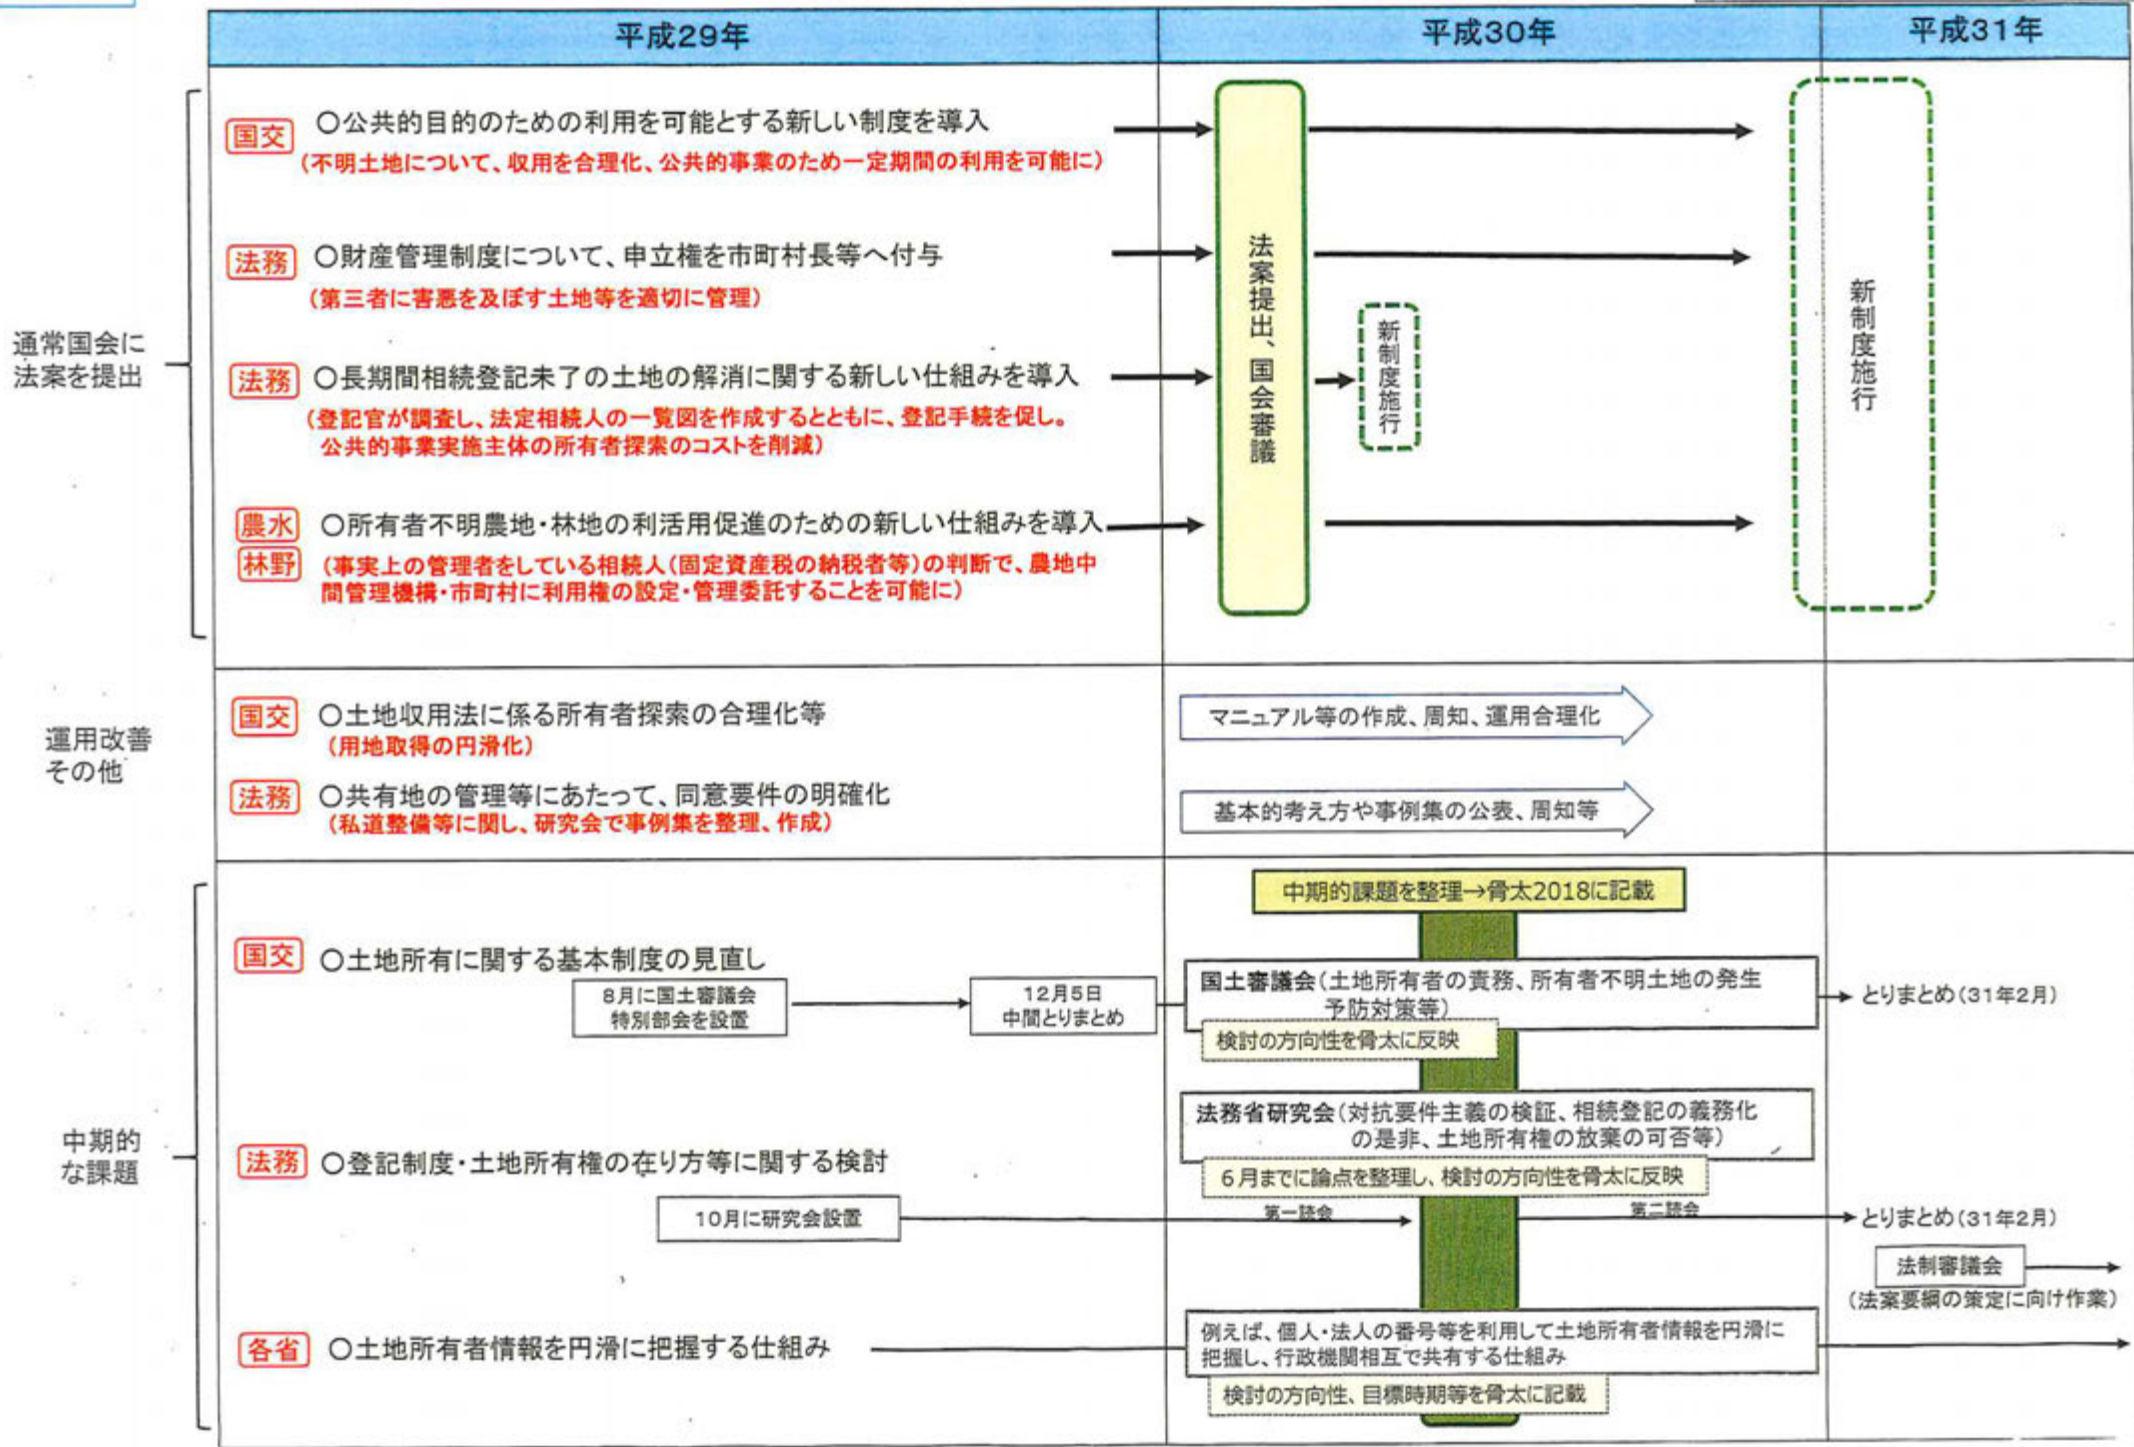 平成29年
平成30年
平成31年
通常国会に
法案を提出
国交
〇公共的目的のための利用を可能とする新しい制度を導入
(不明土地について、収用を合理化、公共的事業のため一定期間の利用を可能に)
法務
〇財産管理制度について、申立権を市町村長等へ付与
(第三者に害悪を及ぼす土地等を適切に管理)
法務
〇長期間相続登記未了の土地の解消に関する新しい仕組みを導入
(登記官が調査し、法定相続人の一覧図を作成するとともに、登記手続を促し。
公共的事業実施主体の所有者探索のコストを削減)
農水
林野
〇所有者不明農地・林地の利活用促進のための新しい仕組みを導入
(事実上の管理者をしている相続人(固定資産税の納税者等)の判断で、農地中
間管理機構・市町村に利用権の設定・管理委託することを可能に)
法案提出、国会審議
新制度施行
新制度施行
運用改善
その他
国交
〇土地収用法に係る所有者探索の合理化等
(用地取得の円滑化)
マニュアル等の作成、周知、運用合理化
法務
〇共有地の管理等にあたって、同意要件の明確化
(私道整備等に関し、研究会で事例集を整理、作成)
基本的考え方や事例集の公表、周知等
中期的
な課題
中期的課題を整理→骨太2018に記載
国交
〇土地所有に関する基本制度の見直し
8月に国土審議会
特別部会を設置
12月5日
中間とりまとめ
国土審議会(土地所有者の責務、所有者不明土地の発生
予防対策等)
検討の方向性を骨太に反映
とりまとめ(31年2月)
法務
〇登記制度・土地所有権の在り方等に関する検討
10月に研究会設置
法務省研究会(対抗要件主義の検証、相続登記の義務化
の是非、土地所有権の放棄の可否等)
6月までに論点を整理し、検討の方向性を骨太に反映
第一読会
第二読会
とりまとめ(31年2月)
法制審議会
(法案要綱の策定に向け作業)
各省
〇土地所有者情報を円滑に把握する仕組み
例えば、個人・法人の番号等を利用して土地所有者情報を円滑に
把握し、行政機関相互で共有する仕組み
検討の方向性、目標時期等を骨太に記載